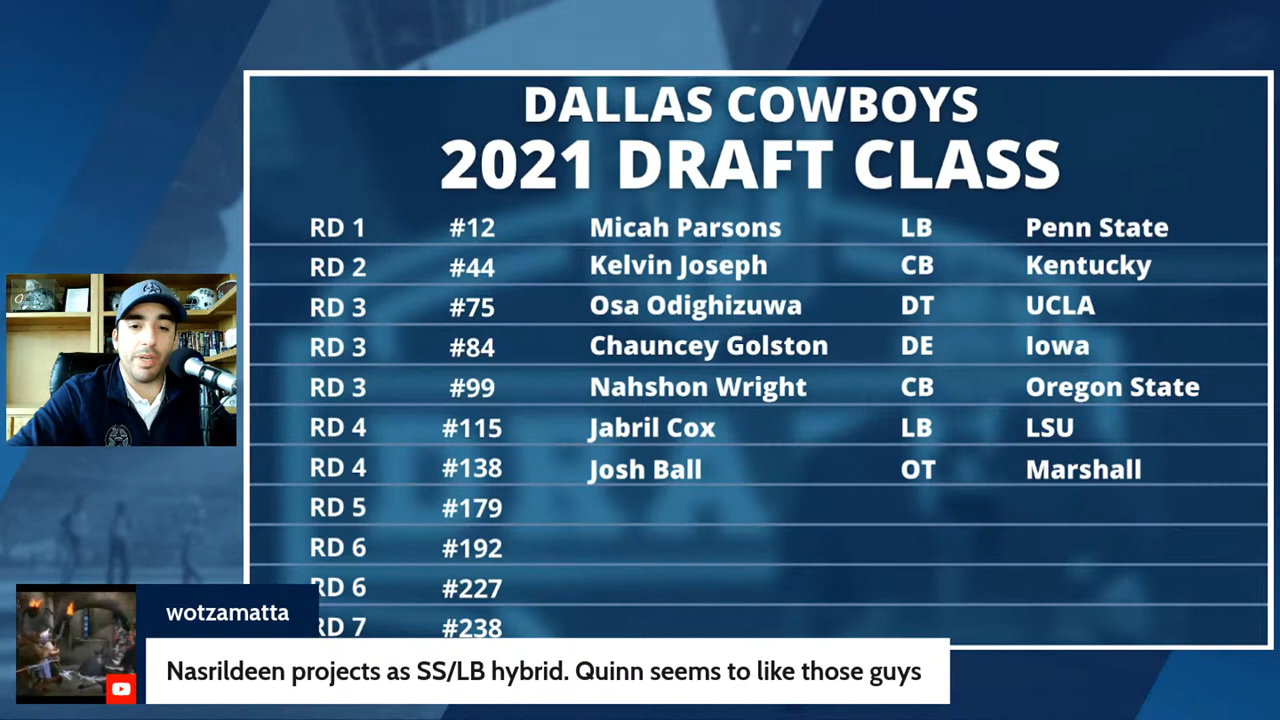 DALLAS COWBOYS
2021 DRAFT CLASS
RD 1 #12 Micah Parsons LB Penn State
RD 2 #44 Kelvin Joseph CB Kentucky
RD 3 #75 Osa Odighizuwa DT UCLA
RD 3 #84 Chauncey Golston DE Iowa
RD 3 #99 Nahshon Wright CB Oregon State
RD 4 #115 Jabril Cox LB LSU
RD 4 #138 Josh Ball OT Marshall
RD 5 #179
RD 6 #192
RD 6 #227
RD 7 #238
wotzamatta
Nasrildeen projects as SS/LB hybrid. Quinn seems to like those guys